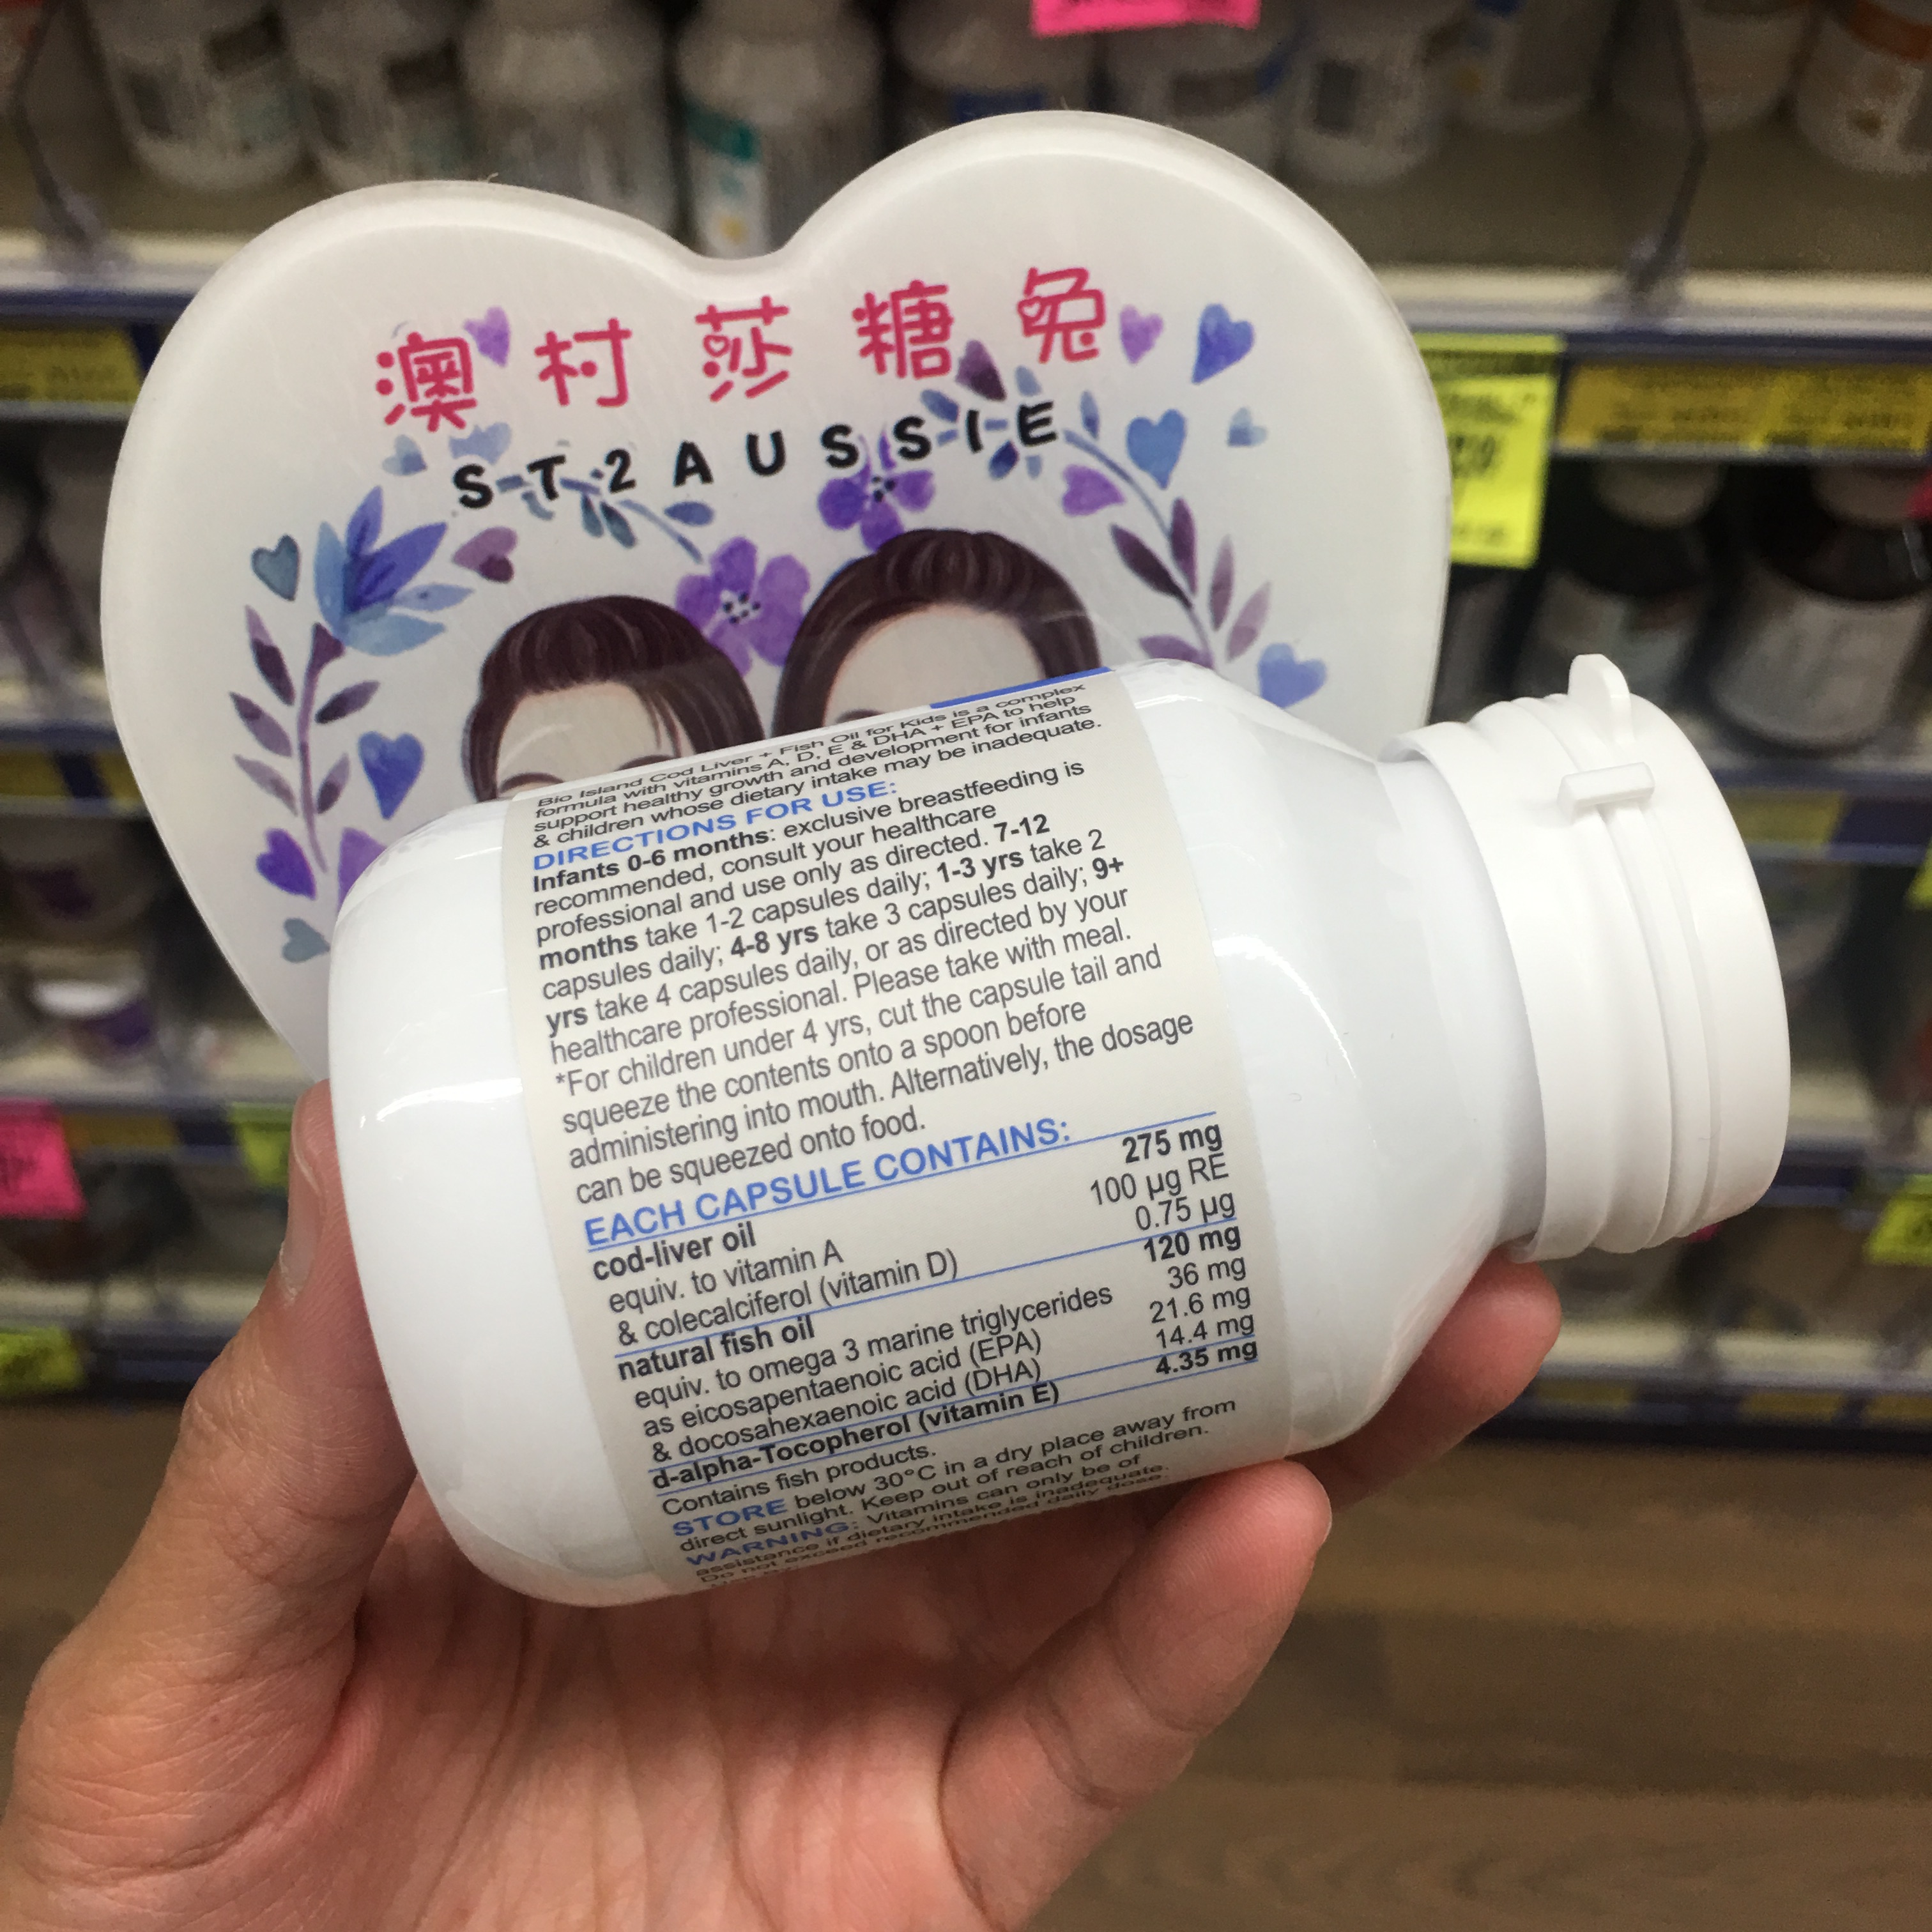 澳村莎糖兔
ST2AUSSIE
Bio Island Cod Liver + Fish Oil for Kids is a complex
formula with vitamins A, D, E & DHA + EPA to help
support healthy growth and development for infants
& children whose dietary intake may be inadequate.
DIRECTIONS FOR USE:
Infants 0-6 months: exclusive breastfeeding is
recommended, consult your healthcare
professional and use only as directed. 7-12
months take 1-2 capsules daily; 1-3 yrs take 2
capsules daily; 4-8 yrs take 3 capsules daily; 9+
yrs take 4 capsules daily, or as directed by your
healthcare professional. Please take with meal.
*For children under 4 yrs, cut the capsule tail and
squeeze the contents onto a spoon before
administering into mouth. Alternatively, the dosage
can be squeezed onto food.
EACH CAPSULE CONTAINS:
cod-liver oil 275 mg
equiv. to vitamin A 100 µg RE
& colecalciferol (vitamin D) 0.75 µg
natural fish oil 120 mg
equiv. to omega 3 marine triglycerides 36 mg
as eicosapentaenoic acid (EPA) 21.6 mg
& docosahexaenoic acid (DHA) 14.4 mg
d-alpha-Tocopherol (vitamin E) 4.35 mg
Contains fish products.
STORE below 30°C in a dry place away from
direct sunlight. Keep out of reach of children.
WARNING: Vitamins can only be of
assistance if dietary intake is inadequate.
Do not exceed recommended daily dose.